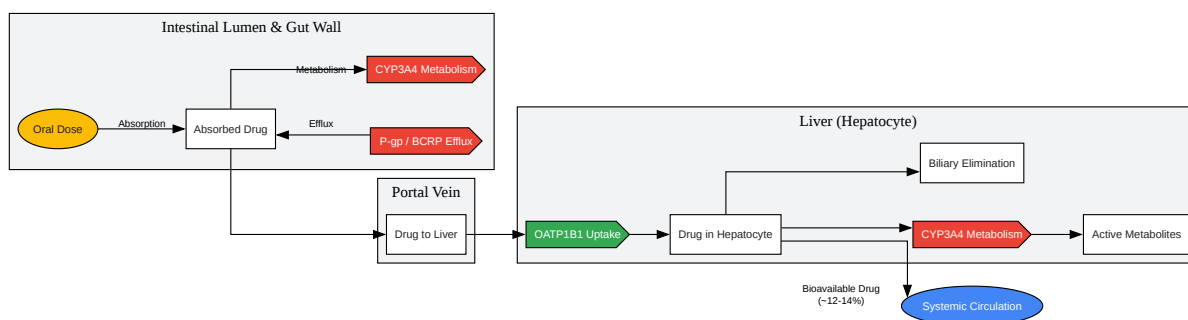 Intestinal Lumen & Gut Wall
Metabolism
CYP3A4 Metabolism
Oral Dose
Absorption
Absorbed Drug
Efflux
P-gp / BCRP Efflux
Portal Vein
Drug to Liver
Liver (Hepatocyte)
Biliary Elimination
OATP1B1 Uptake
Drug in Hepatocyte
CYP3A4 Metabolism
Active Metabolites
Bioavailable Drug
(~12-14%)
Systemic Circulation